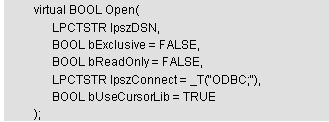 virtual BOOL Open(
LPCTSTR lpszDSN,
BOOL bExclusive = FALSE,
BOOL bReadOnly = FALSE,
LPCTSTR lpszConnect = _T("ODBC;"),
BOOL bUseCursorLib = TRUE
);